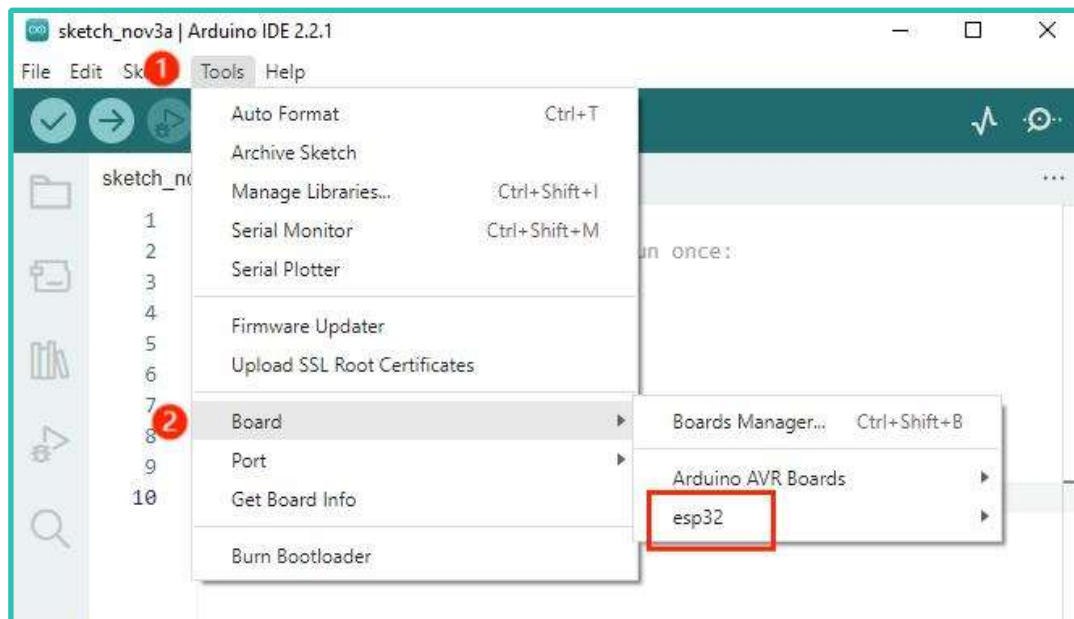 sketch_nov3a | Arduino IDE 2.2.1
File Edit Sk 1 Tools Help
Auto Format Ctrl+T
Archive Sketch
sketch_no
Manage Libraries... Ctrl+Shift+I
1
Serial Monitor Ctrl+Shift+M
2 un once:
Serial Plotter
3
4
Firmware Updater
5
Upload SSL Root Certificates
6
7
2 Board
Boards Manager... Ctrl+Shift+B
8
Port
9
Arduino AVR Boards
Get Board Info
10
esp32
Burn Bootloader